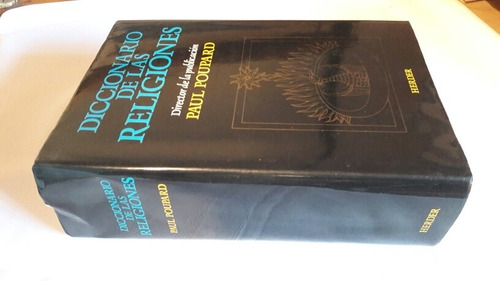 DICCIONARIO
DE LAS
RELIGIONES
Director de la publicación
PAUL POUPARD
HERDER
DICCIONARIO
DE LAS
RELIGIONES
PAUL POUPARD
HERDER